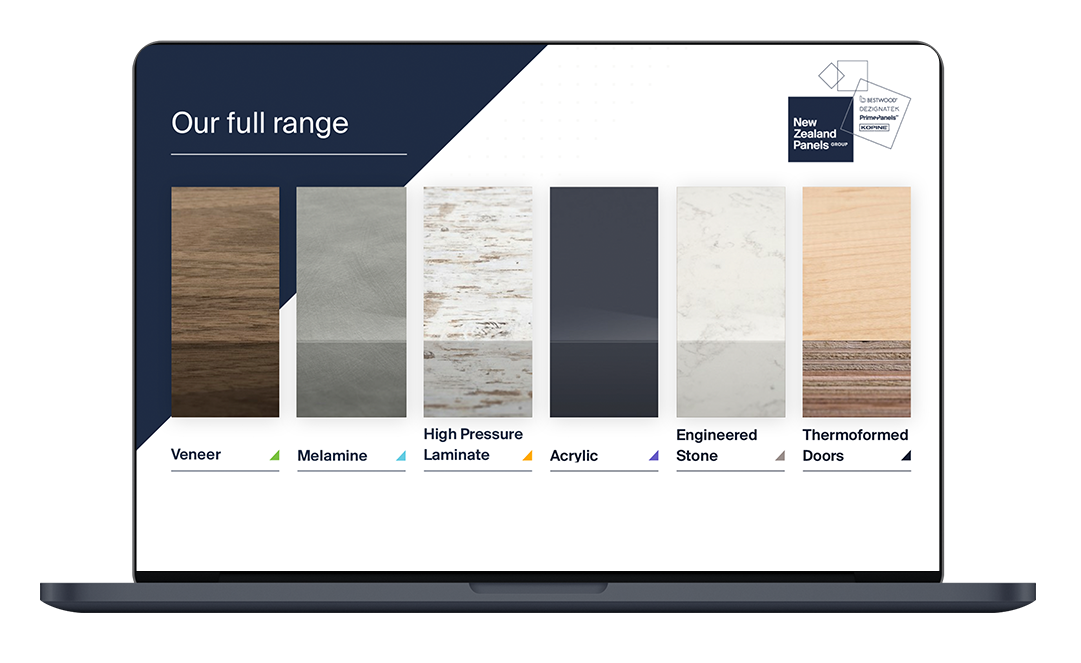 Our full range
New
Zealand
Panels GROUP
BESTWOOD
DEZIGNATEK
PrimePanels™
KOPINE
Veneer
Melamine
High Pressure
Laminate
Acrylic
Engineered
Stone
Thermoformed
Doors